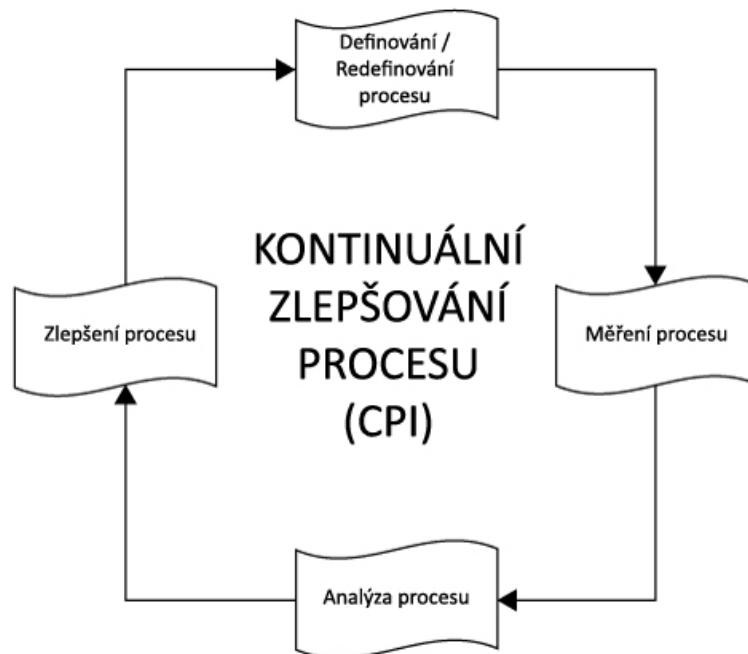 Definování /
Redefinování
procesu
KONTINUÁLNÍ
ZLEPŠOVÁNÍ
PROCESU
(CPI)
Zlepšení procesu
Měření procesu
Analýza procesu